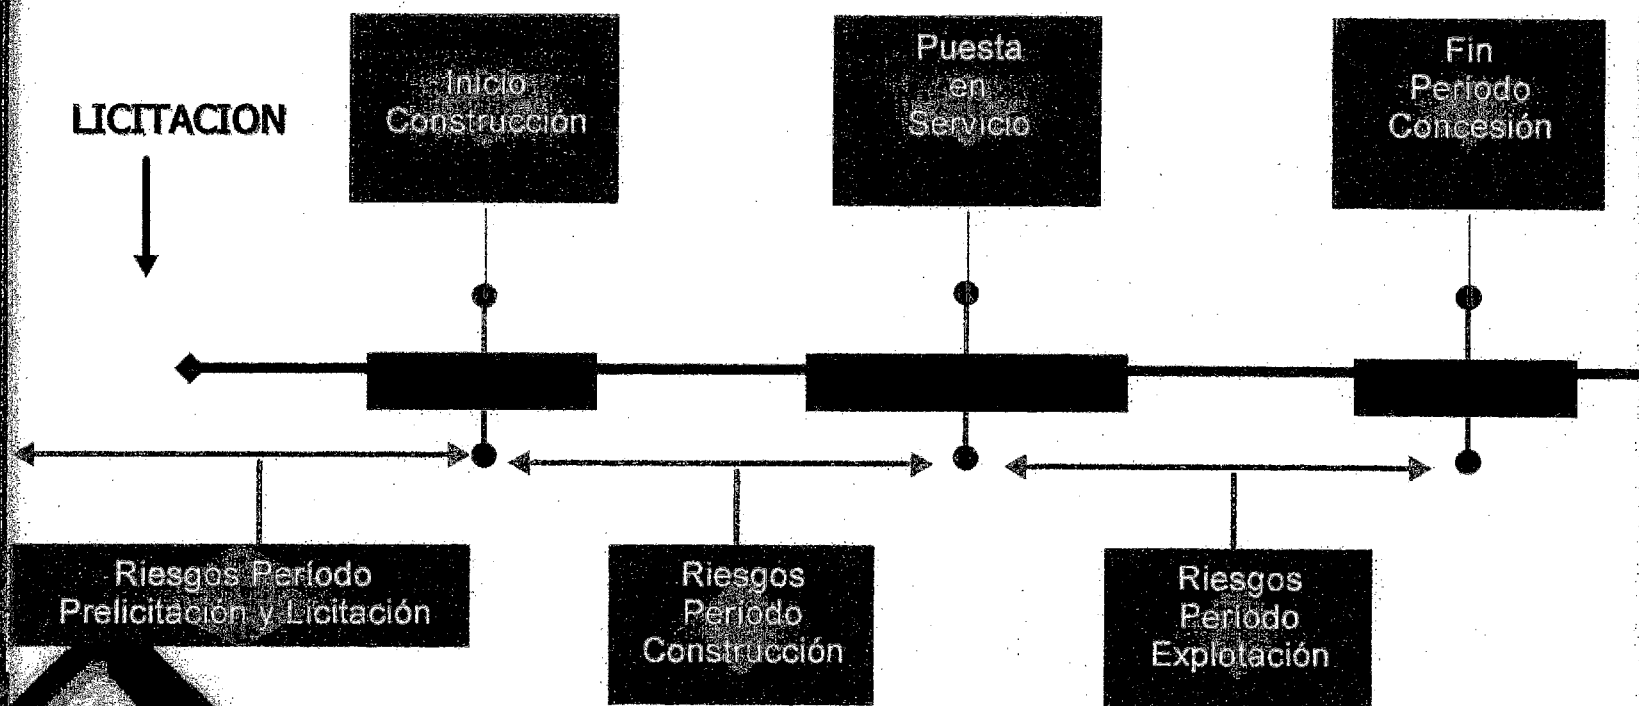 LICITACION
Inicio
Construcción
Puesta
en
Servicio
Fin
Período
Concesión
Riesgos Período
Prelicitación y Licitación
Riesgos
Período
Construcción
Riesgos
Período
Explotación